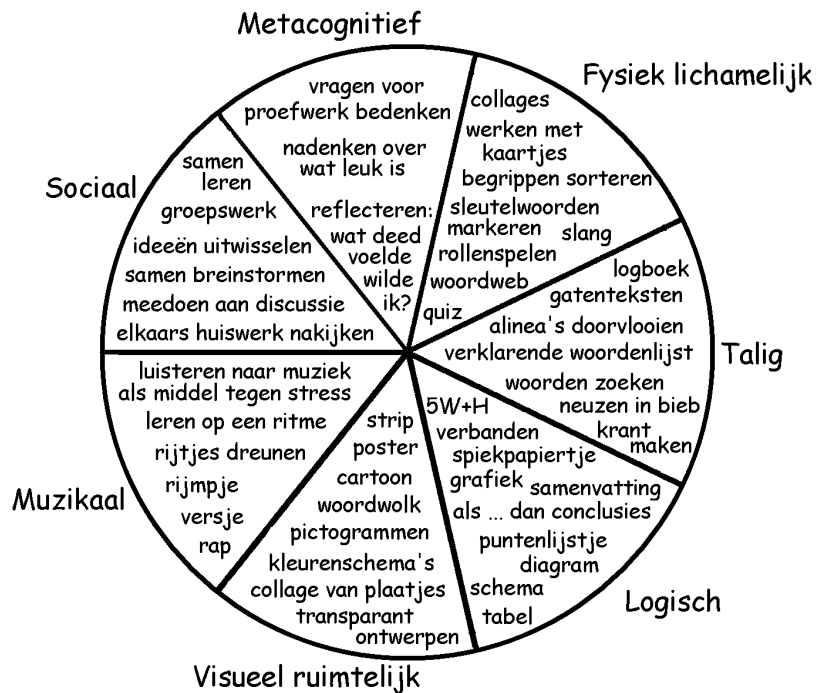 Metacognitief
vragen voor
proefwerk bedenken
nadenken over
wat leuk is
reflecteren:
wat deed
voelde
wilde
ik?
Fysiek lichamelijk
collages
werken met
kaartjes
begrippen sorteren
sleutelwoorden
markeren
slang
rollenspelen
woordweb
quiz
Talig
logboek
gatenteksten
alinea's doorvlooien
verklarende woordenlijst
woorden zoeken
neuzen in bieb
krant
maken
Logisch
5W+H
verbanden
spiekpapiertje
grafiek
samenvatting
als ... dan conclusies
puntenlijstje
diagram
schema
tabel
Visueel ruimtelijk
strip
poster
cartoon
woordwolk
pictogrammen
kleurenschema's
collage van plaatjes
transparant
ontwerpen
Muzikaal
luisteren naar muziek
als middel tegen stress
leren op een ritme
rijtjes dreunen
rijmpje
versje
rap
Sociaal
samen
leren
groepswerk
ideeën uitwisselen
samen breinstormen
meedoen aan discussie
elkaars huiswerk nakijken